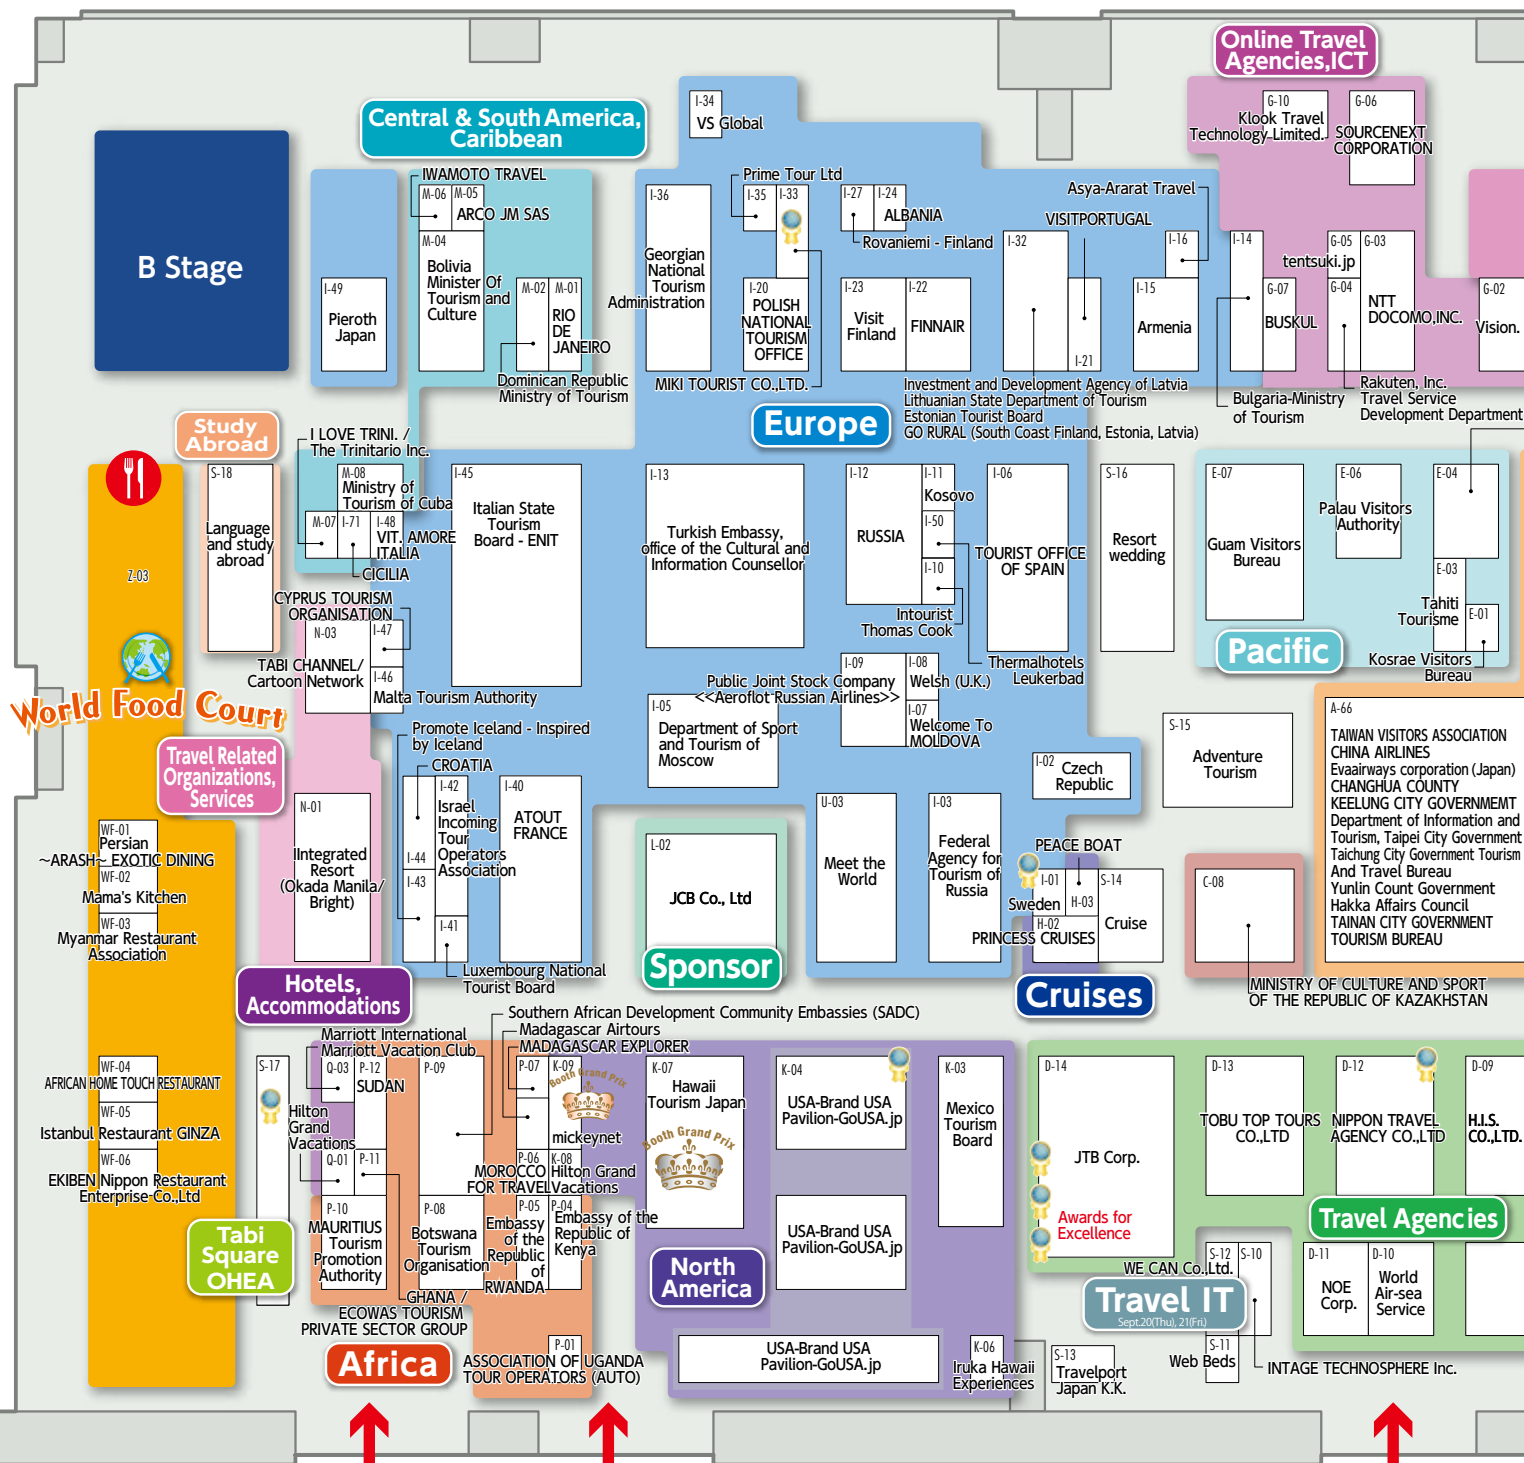 Online Travel
Agencies,ICT
G-10
Klook Travel
Technology Limited.
G-06
SOURCENEXT
CORPORATION
I-34
VS Global
Central & South America,
Caribbean
B Stage
IWAMOTO TRAVEL
M-06
M-05
ARCO JM SAS
M-04
Bolivia
Minister Of
Tourism and
Culture
M-02
M-01
RIO
DE
JANEIRO
Dominican Republic
Ministry of Tourism
I-49
Pieroth
Japan
I-36
Georgian
National
Tourism
Administration
Prime Tour Ltd
I-35
I-33
I-20
POLISH
NATIONAL
TOURISM
OFFICE
MIKI TOURIST CO.,LTD.
I-27
I-24
ALBANIA
Rovaniemi - Finland
I-23
Visit
Finland
I-22
FINNAIR
Asya-Ararat Travel
VISITPORTUGAL
I-32
I-21
I-16
I-15
Armenia
Investment and Development Agency of Latvia
Lithuanian State Department of Tourism
Estonian Tourist Board
GO RURAL (South Coast Finland, Estonia, Latvia)
I-14
G-07
BUSKUL
Bulgaria-Ministry
of Tourism
G-05
tentsuki.jp
G-04
G-03
NTT
DOCOMO,INC.
Rakuten, Inc.
Travel Service
Development Department
G-02
Vision.
Europe
Study
Abroad
S-18
Language
and study
abroad
I LOVE TRINI. /
The Trinitario Inc.
M-08
Ministry of
Tourism of Cuba
M-07
I-71
I-48
VIT. AMORE
ITALIA
CICILIA
I-45
Italian State
Tourism
Board - ENIT
I-13
Turkish Embassy,
office of the Cultural and
Information Counsellor
I-12
RUSSIA
I-11
Kosovo
I-50
I-10
Intourist
Thomas Cook
I-06
TOURIST OFFICE
OF SPAIN
Thermalhotels
Leukerbad
S-16
Resort
wedding
E-07
Guam Visitors
Bureau
E-06
Palau Visitors
Authority
E-04
E-03
Tahiti
Tourisme
E-01
Kosrae Visitors
Bureau
Pacific
Z-03
World Food Court
CYPRUS TOURISM
ORGANISATION
N-03
TABI CHANNEL/
Cartoon Network
I-47
I-46
Malta Tourism Authority
I-09
Public Joint Stock Company
<<Aeroflot Russian Airlines>>
I-08
Welsh (U.K.)
I-07
Welcome To
MOLDOVA
I-05
Department of Sport
and Tourism of
Moscow
Travel Related
Organizations,
Services
Promote Iceland - Inspired
by Iceland
CROATIA
I-42
Israel
Incoming
Tour
Operators
Association
I-44
I-43
I-41
Luxembourg National
Tourist Board
I-40
ATOUT
FRANCE
N-01
IIntegrated
Resort
(Okada Manila/
Bright)
Hotels,
Accommodations
L-02
JCB Co., Ltd
Sponsor
U-03
Meet the
World
I-03
Federal
Agency for
Tourism of
Russia
I-02
Czech
Republic
PEACE BOAT
I-01
Sweden
H-03
H-02
PRINCESS CRUISES
S-14
Cruise
Cruises
S-15
Adventure
Tourism
C-08
MINISTRY OF CULTURE AND SPORT
OF THE REPUBLIC OF KAZAKHSTAN
A-66
TAIWAN VISITORS ASSOCIATION
CHINA AIRLINES
Evaairways corporation (Japan)
CHANGHUA COUNTY
KEELUNG CITY GOVERNMEMT
Department of Information and
Tourism, Taipei City Government
Taichung City Government Tourism
And Travel Bureau
Yunlin Count Government
Hakka Affairs Council
TAINAN CITY GOVERNMENT
TOURISM BUREAU
WF-01
Persian
~ARASH~ EXOTIC DINING
WF-02
Mama's Kitchen
WF-03
Myanmar Restaurant
Association
WF-04
AFRICAN HOME TOUCH RESTAURANT
WF-05
Istanbul Restaurant GINZA
WF-06
EKIBEN Nippon Restaurant
Enterprise Co.,Ltd
S-17
Tabi
Square
OHEA
Southern African Development Community Embassies (SADC)
Madagascar Airtours
MADAGASCAR EXPLORER
Marriott International
Marriott Vacation Club
Q-03
P-12
SUDAN
Hilton
Grand
Vacations
Q-01
P-11
P-09
P-07
K-09
Booth Grand Prix
mickeynet
P-06
K-08
MOROCCO
FOR TRAVEL
Hilton Grand
Vacations
P-10
MAURITIUS
Tourism
Promotion
Authority
P-08
Botswana
Tourism
Organisation
P-05
Embassy
of the
Republic
of
RWANDA
P-04
Embassy of the
Republic of
Kenya
GHANA /
ECOWAS TOURISM
PRIVATE SECTOR GROUP
Africa
P-01
ASSOCIATION OF UGANDA
TOUR OPERATORS (AUTO)
K-07
Hawaii
Tourism Japan
Booth Grand Prix
K-04
USA-Brand USA
Pavilion-GoUSA.jp
USA-Brand USA
Pavilion-GoUSA.jp
North
America
USA-Brand USA
Pavilion-GoUSA.jp
K-03
Mexico
Tourism
Board
K-06
Iruka Hawaii
Experiences
D-14
JTB Corp.
Awards for
Excellence
D-13
TOBU TOP TOURS
CO.,LTD
D-12
NIPPON TRAVEL
AGENCY CO.,LTD
D-09
H.I.S.
CO.,LTD.
Travel Agencies
S-12
WE CAN Co.,Ltd.
S-10
Travel IT
Sept.20(Thu), 21(Fri.)
D-11
NOE
Corp.
D-10
World
Air-sea
Service
S-11
Web Beds
INTAGE TECHNOSPHERE Inc.
S-13
Travelport
Japan K.K.